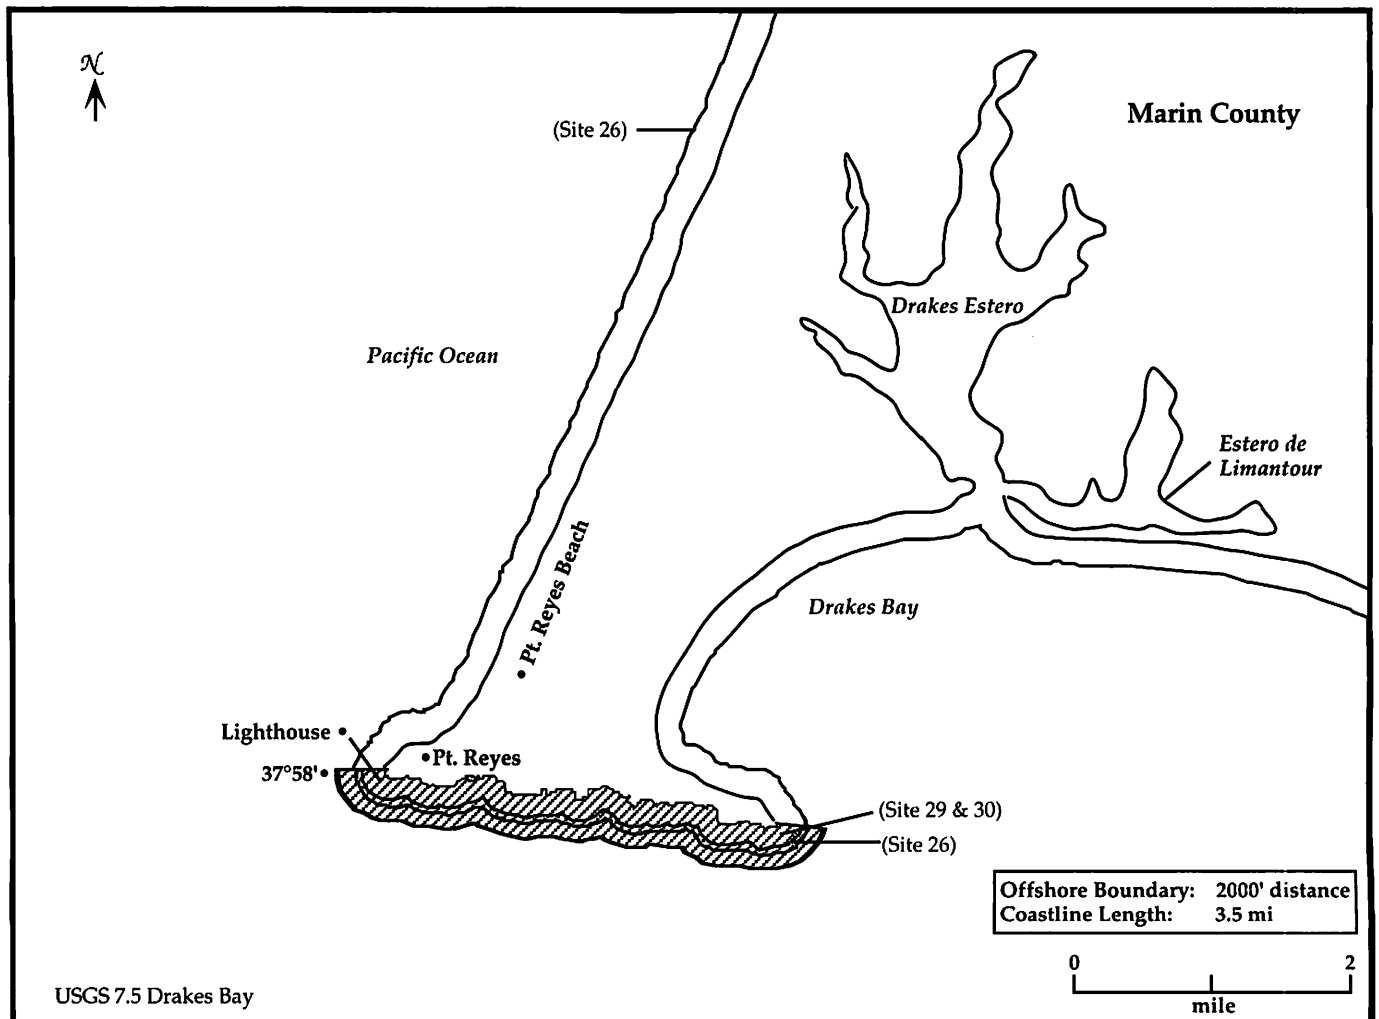 N
Marin County
(Site 26)
Drakes Estero
Pacific Ocean
Estero de
Limantour
Pt. Reyes Beach
Drakes Bay
Lighthouse
Pt. Reyes
37°58'
(Site 29 & 30)
(Site 26)
Offshore Boundary: 2000' distance
Coastline Length: 3.5 mi
0 2
mile
USGS 7.5 Drakes Bay